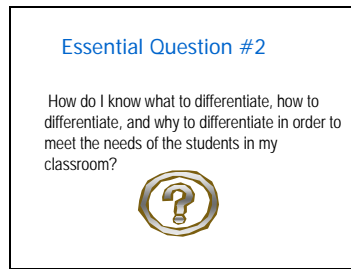 Essential Question #2
How do I know what to differentiate, how to
differentiate, and why to differentiate in order to
meet the needs of the students in my
classroom?
?